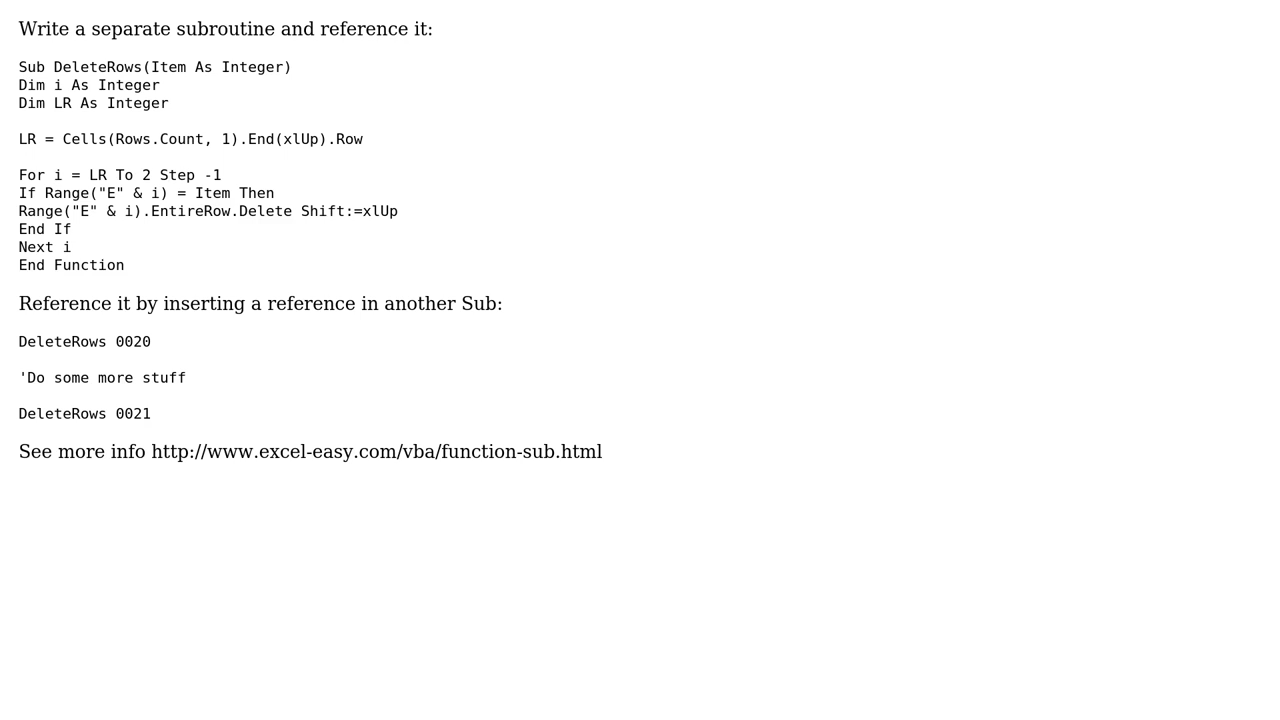 Write a separate subroutine and reference it:
Sub DeleteRows(Item As Integer)
Dim i As Integer
Dim LR As Integer
LR = Cells(Rows.Count, 1).End(xlUp).Row
For i = LR To 2 Step -1
If Range("E" & i) = Item Then
Range("E" & i).EntireRow.Delete Shift:=xlUp
End If
Next i
End Function
Reference it by inserting a reference in another Sub:
DeleteRows 0020
'Do some more stuff
DeleteRows 0021
See more info http://www.excel-easy.com/vba/function-sub.html